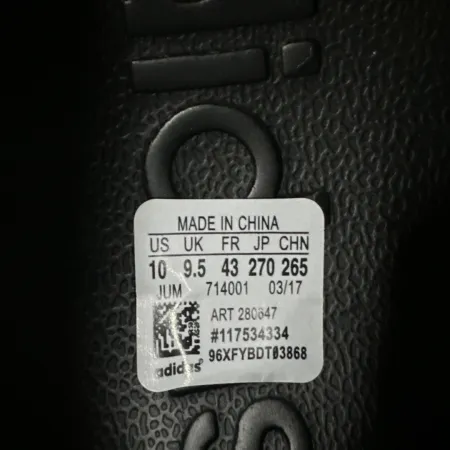 MADE IN CHINA
US UK FR JP CHN
10 9.5 43 270 265
JUM 714001 03/17
ART 280647
#117534334
96XFYBDT03868
adidas